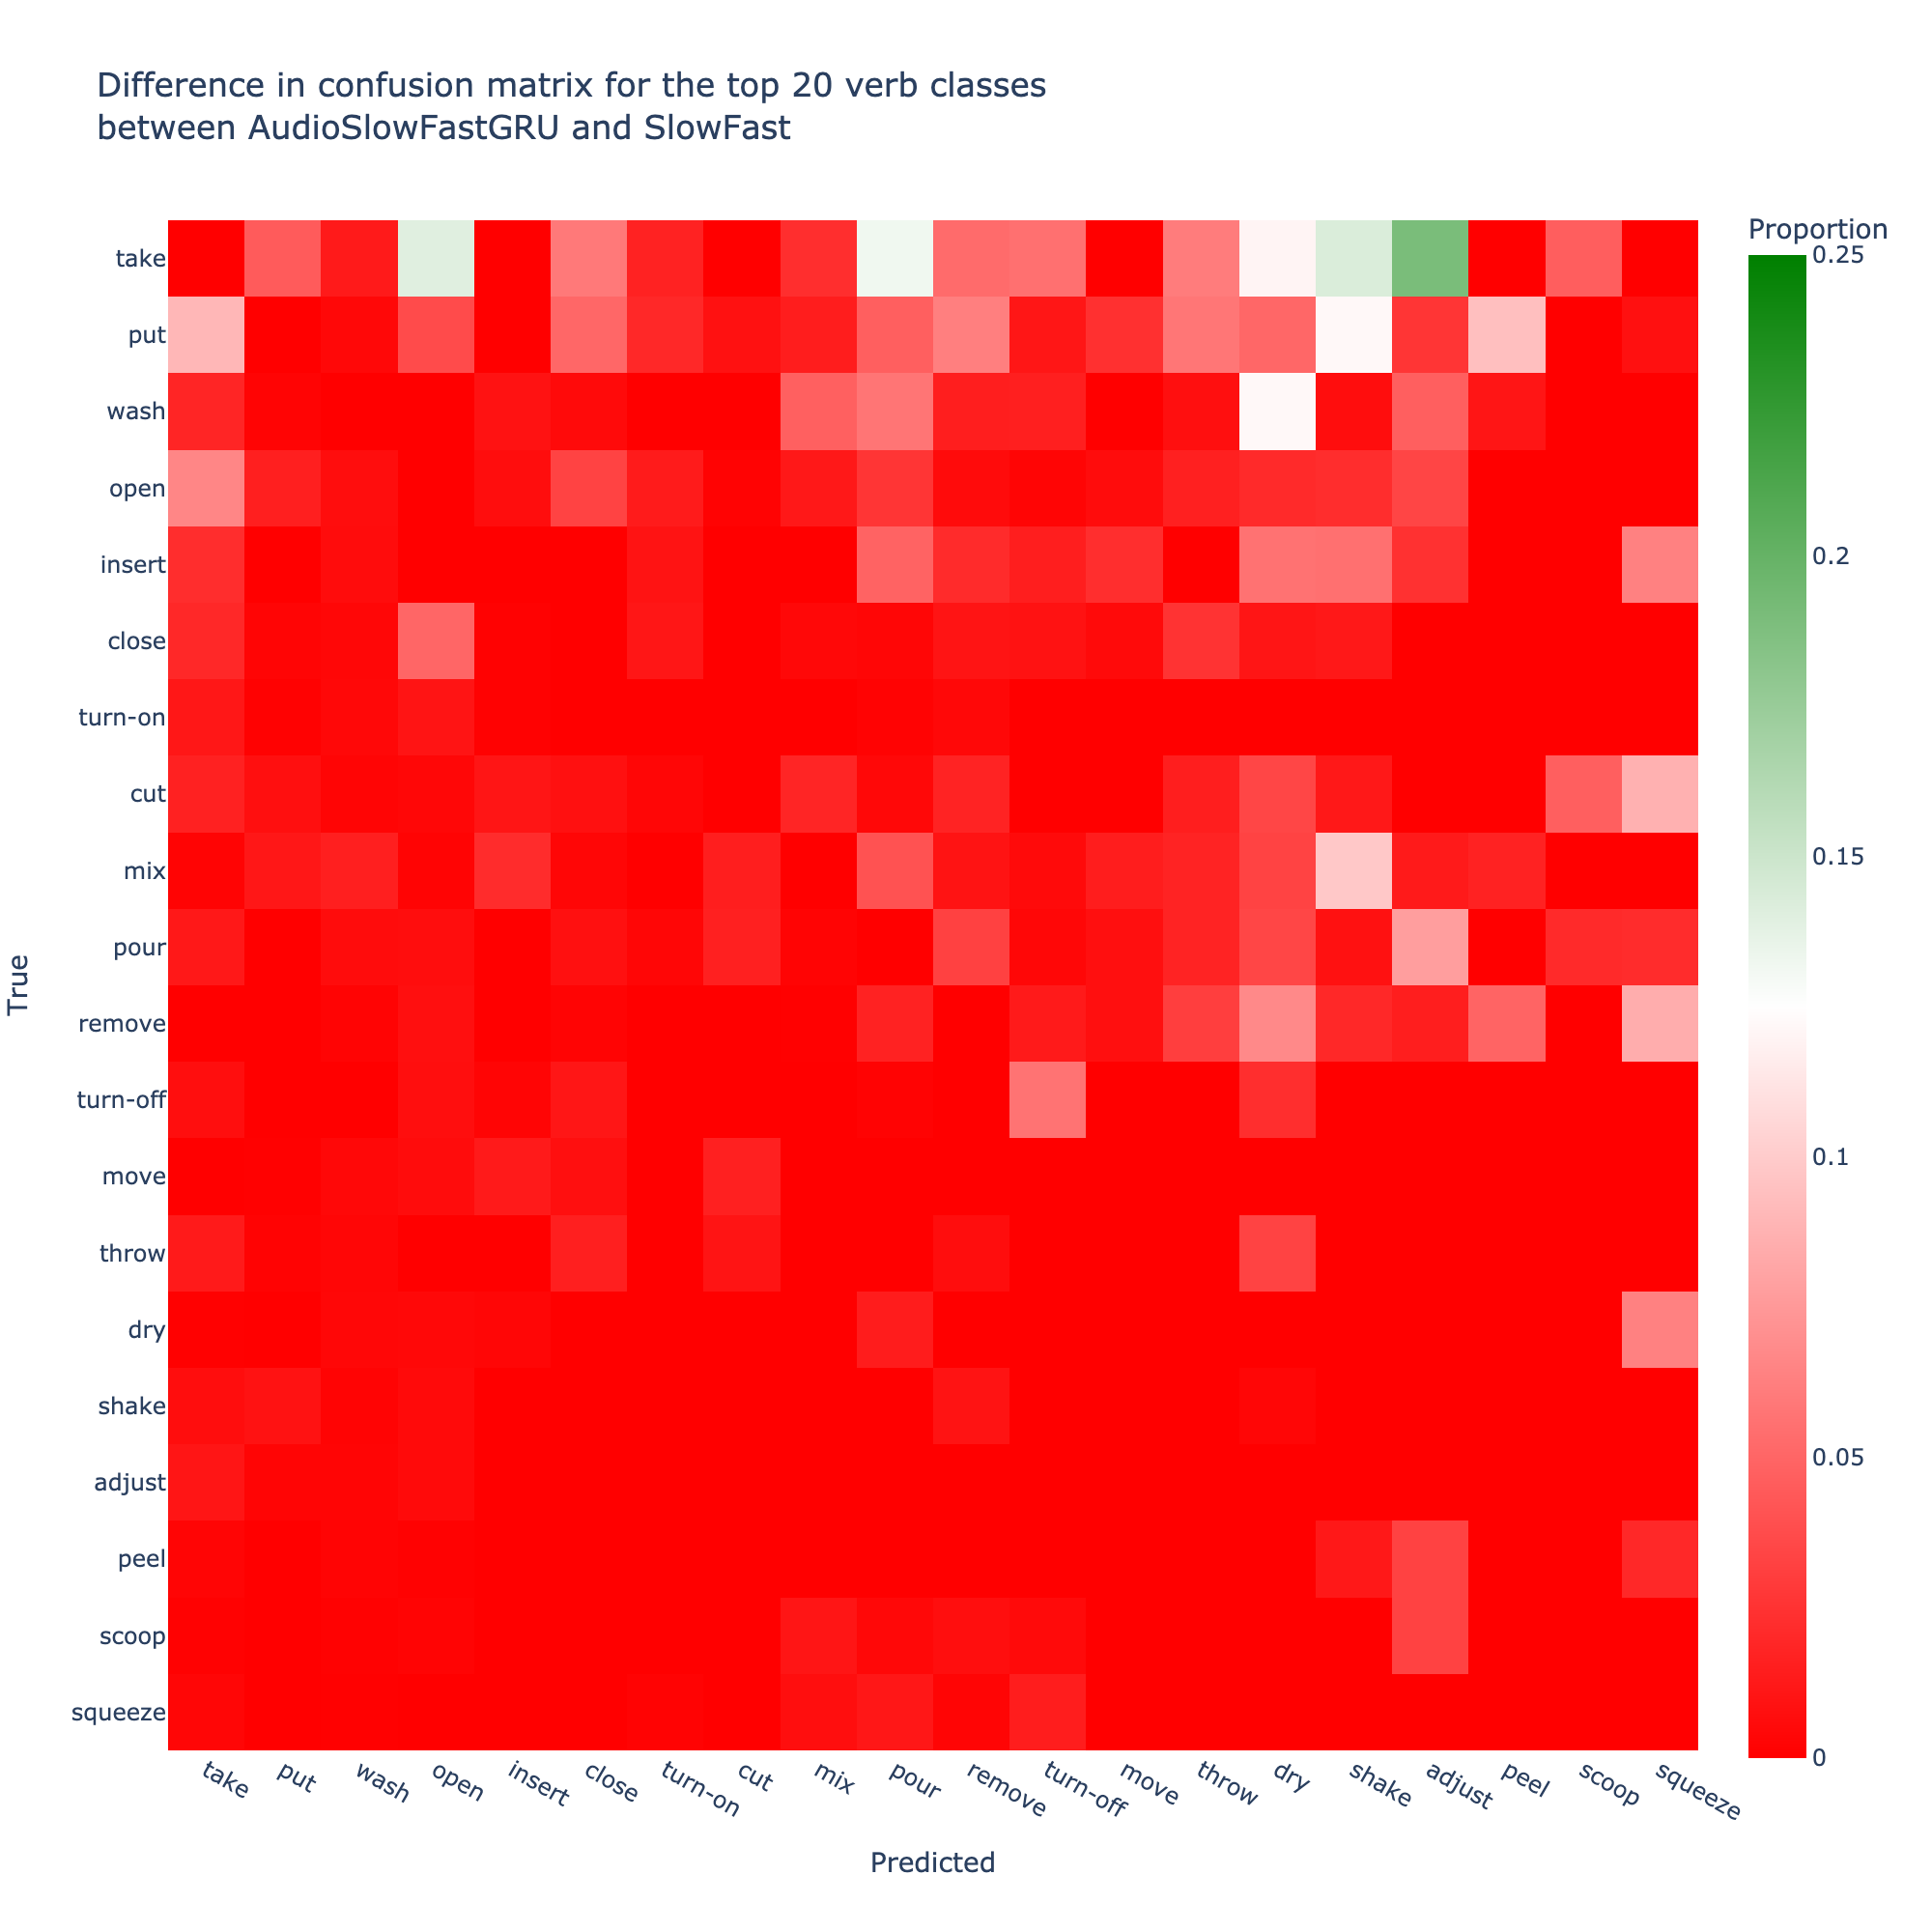 Difference in confusion matrix for the top 20 verb classes
between AudioSlowFastGRU and SlowFast
Proportion
0.25
0.2
0.15
0.1
0.05
0
True
take
put
wash
open
insert
close
turn-on
cut
mix
pour
remove
turn-off
move
throw
dry
shake
adjust
peel
scoop
squeeze
take
put
wash
open
insert
close
turn-on
cut
mix
pour
remove
turn-off
move
throw
dry
shake
adjust
peel
scoop
squeeze
Predicted